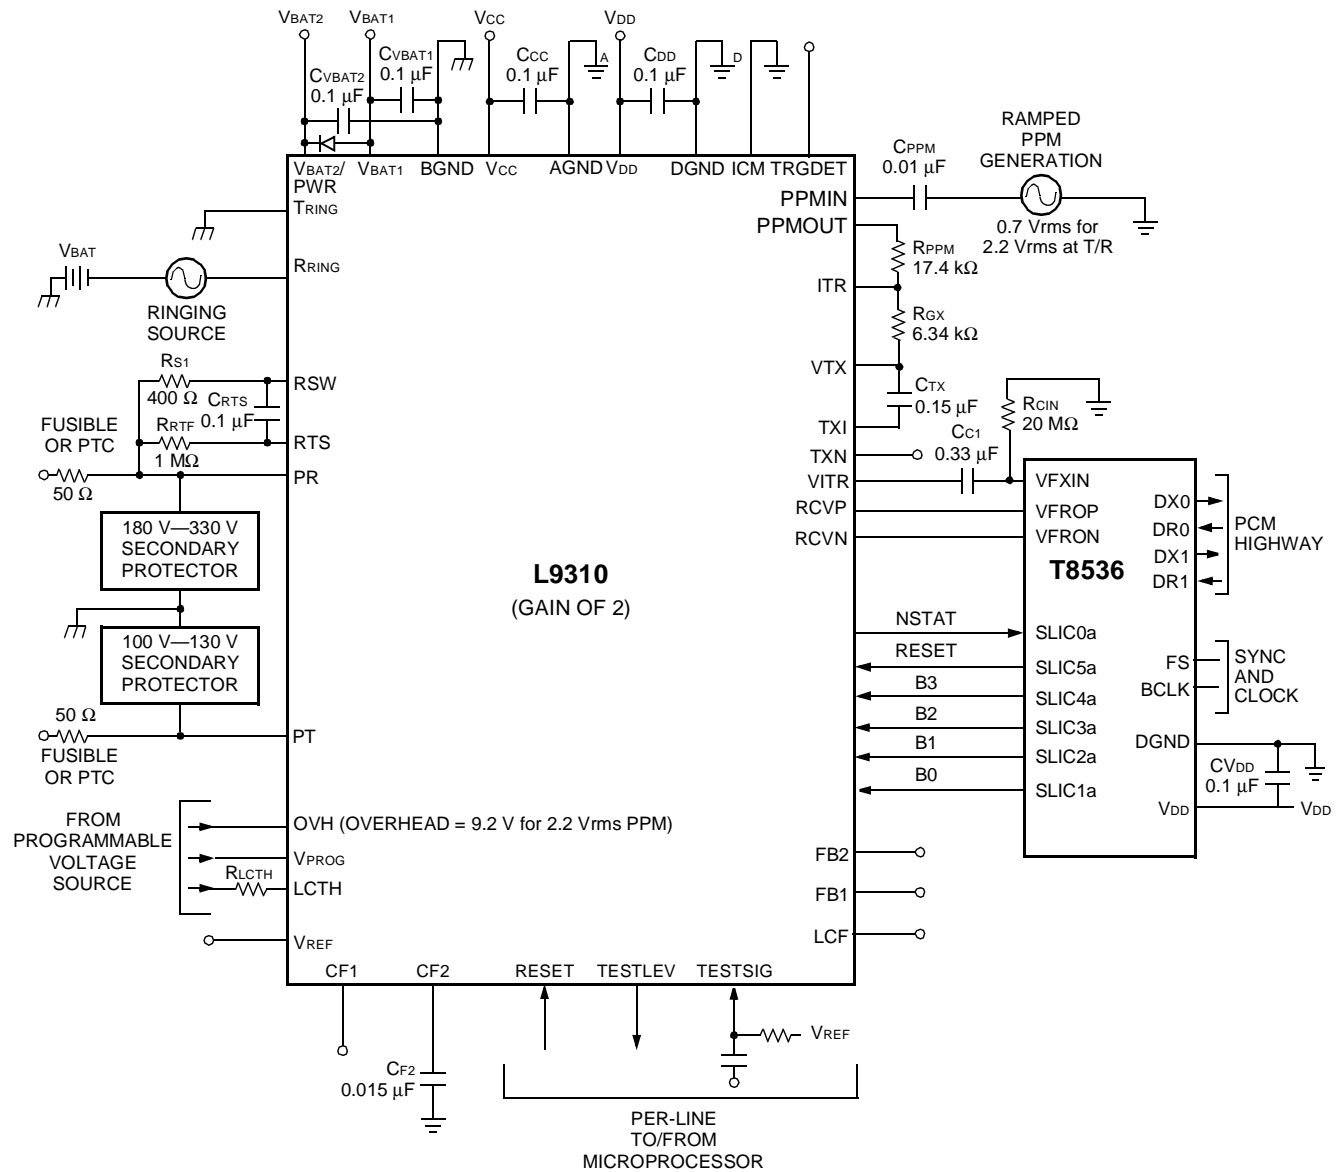 VBAT2
VBAT1
VCC
VDD
CVBAT2
0.1 µF
CVBAT1
0.1 µF
CCC
0.1 µF
A
CDD
0.1 µF
D
VBAT2/
PWR
VBAT1
BGND
VCC
AGND
VDD
DGND
ICM
TRGDET
TRING
VBAT
RRING
RINGING
SOURCE
RS1
400 Ω
CRTS
0.1 µF
RSW
RRTF
1 MΩ
RTS
FUSIBLE
OR PTC
50 Ω
PR
180 V—330 V
SECONDARY
PROTECTOR
100 V—130 V
SECONDARY
PROTECTOR
50 Ω
FUSIBLE
OR PTC
PT
FROM
PROGRAMMABLE
VOLTAGE
SOURCE
OVH (OVERHEAD = 9.2 V for 2.2 Vrms PPM)
VPROG
RLCTH
LCTH
VREF
CF1
CF2
RESET
TESTLEV
TESTSIG
CF2
0.015 µF
VREF
PER-LINE
TO/FROM
MICROPROCESSOR
L9310
(GAIN OF 2)
PPMIN
CPPM
0.01 µF
RAMPED
PPM
GENERATION
0.7 Vrms for
2.2 Vrms at T/R
PPMOUT
RPPM
17.4 kΩ
ITR
RGX
6.34 kΩ
VTX
CTX
0.15 µF
TXI
TXN
VITR
CC1
0.33 µF
RCIN
20 MΩ
RCVP
RCVN
VFXIN
VFROP
VFRON
T8536
DX0
DR0
DX1
DR1
PCM
HIGHWAY
NSTAT
SLIC0a
RESET
SLIC5a
B3
SLIC4a
B2
SLIC3a
B1
SLIC2a
B0
SLIC1a
FS
BCLK
SYNC
AND
CLOCK
DGND
CVDD
0.1 µF
VDD
VDD
FB2
FB1
LCF